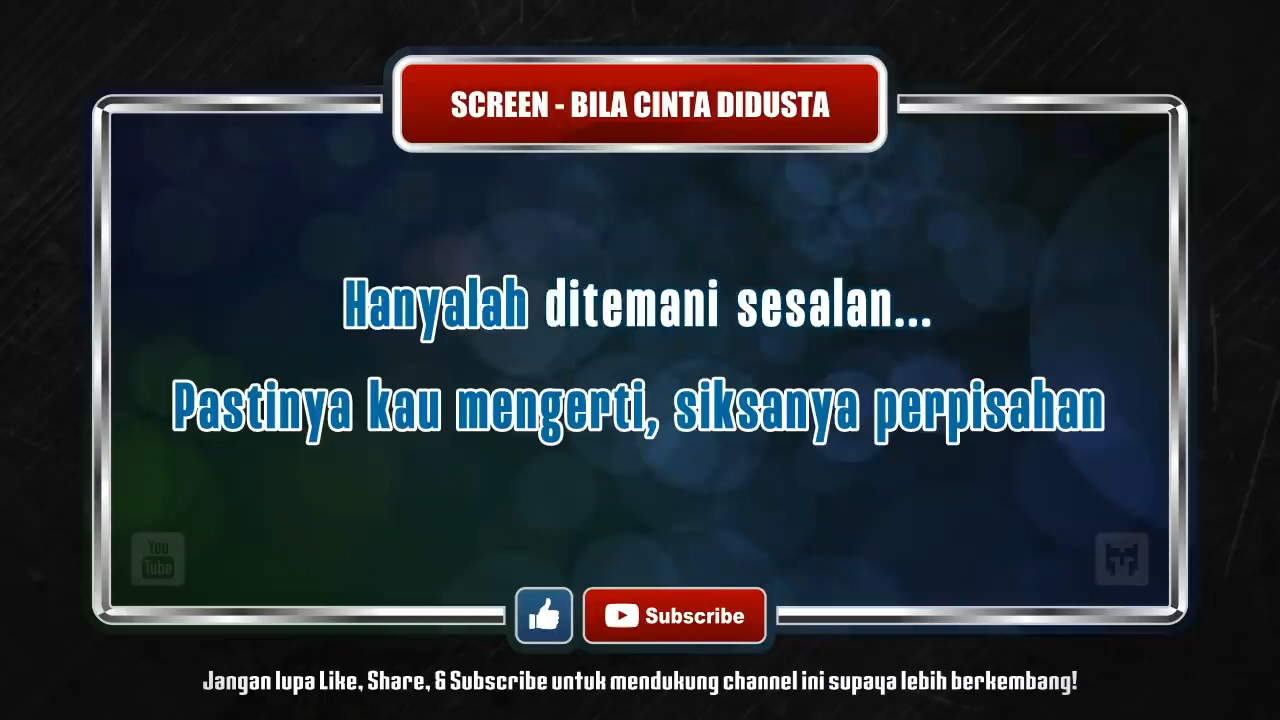 SCREEN - BILA CINTA DIDUSTA
Hanyalah ditemani sesalan...
Pastinya kau mengerti, siksanya perpisahan
You
Tube
Subscribe
Jangan lupa Like, Share, & Subscribe untuk mendukung channel ini supaya lebih berkembang!